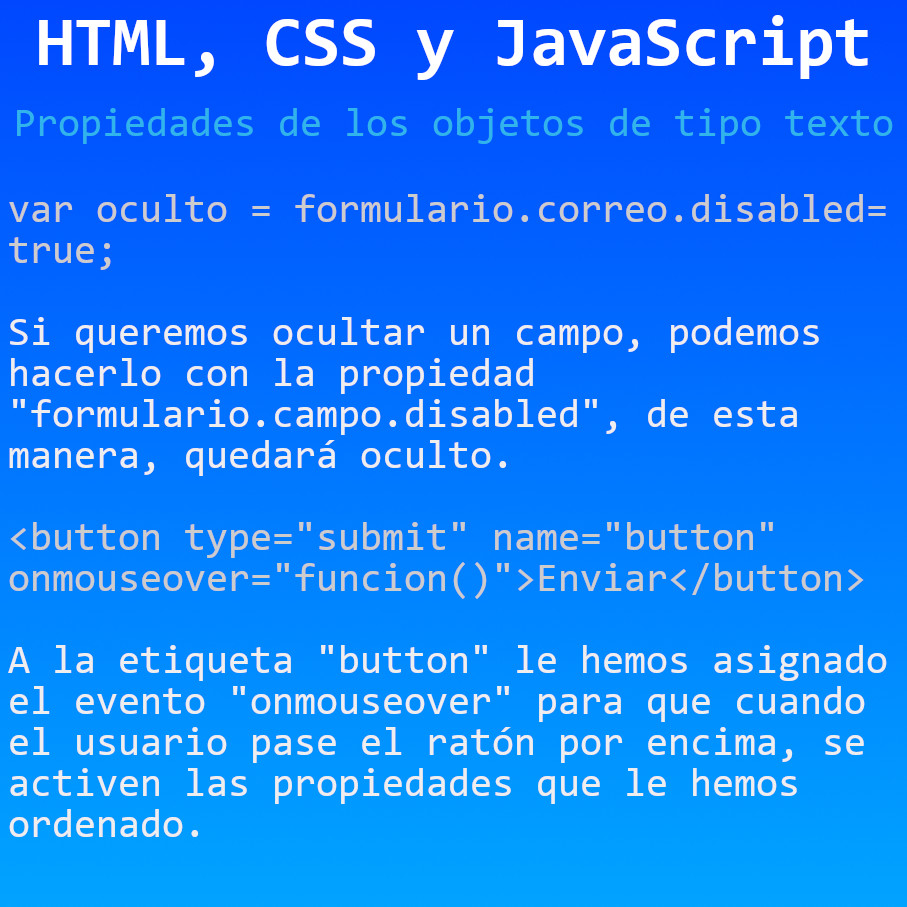 HTML, CSS y JavaScript
Propiedades de los objetos de tipo texto
var oculto = formulario.correo.disabled=
true;
Si queremos ocultar un campo, podemos
hacerlo con la propiedad
"formulario.campo.disabled", de esta
manera, quedará oculto.
<button type="submit" name="button"
onmouseover="funcion()">Enviar</button>
A la etiqueta "button" le hemos asignado
el evento "onmouseover" para que cuando
el usuario pase el ratón por encima, se
activen las propiedades que le hemos
ordenado.